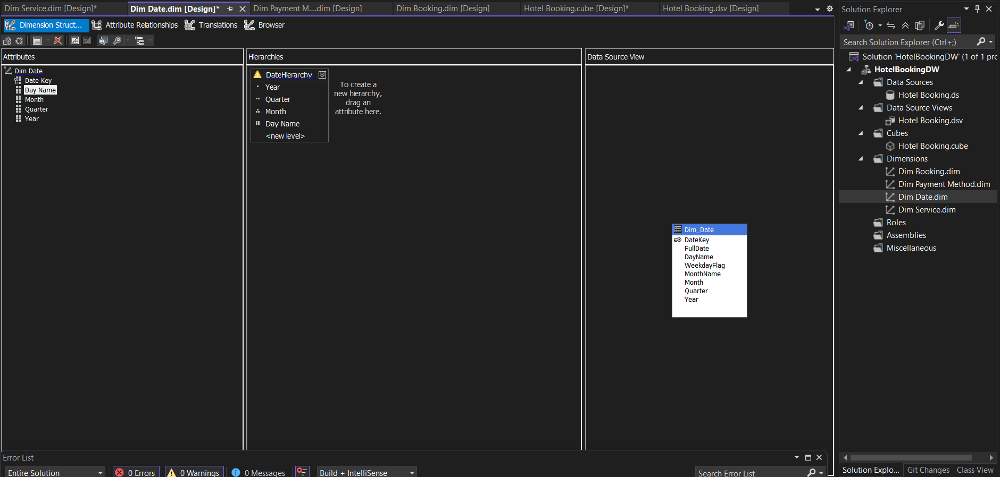 Dim Service.dim [Design]*
Dim Date.dim [Design]*
Dim Payment M....dim [Design]
Dim Booking.dim [Design]
Hotel Booking.cube [Design]*
Hotel Booking.dsv [Design]
Dimension Struct...
Attribute Relationships
Translations
Browser
Attributes
Dim Date
Date Key
Day Name
Month
Quarter
Year
Hierarchies
DateHierarchy
Year
Quarter
Month
Day Name
<new level>
To create a
new hierarchy,
drag an
attribute here.
Data Source View
Dim_Date
DateKey
FullDate
DayName
WeekdayFlag
MonthName
Month
Quarter
Year
Error List
Entire Solution
0 Errors
0 Warnings
0 Messages
Build + IntelliSense
Search Error List
Solution Explorer
Search Solution Explorer (Ctrl+;)
Solution 'HotelBookingDW' (1 of 1 pro
HotelBookingDW
Data Sources
Hotel Booking.ds
Data Source Views
Hotel Booking.dsv
Cubes
Hotel Booking.cube
Dimensions
Dim Booking.dim
Dim Payment Method.dim
Dim Date.dim
Dim Service.dim
Roles
Assemblies
Miscellaneous
Solution Explo...
Git Changes
Class View